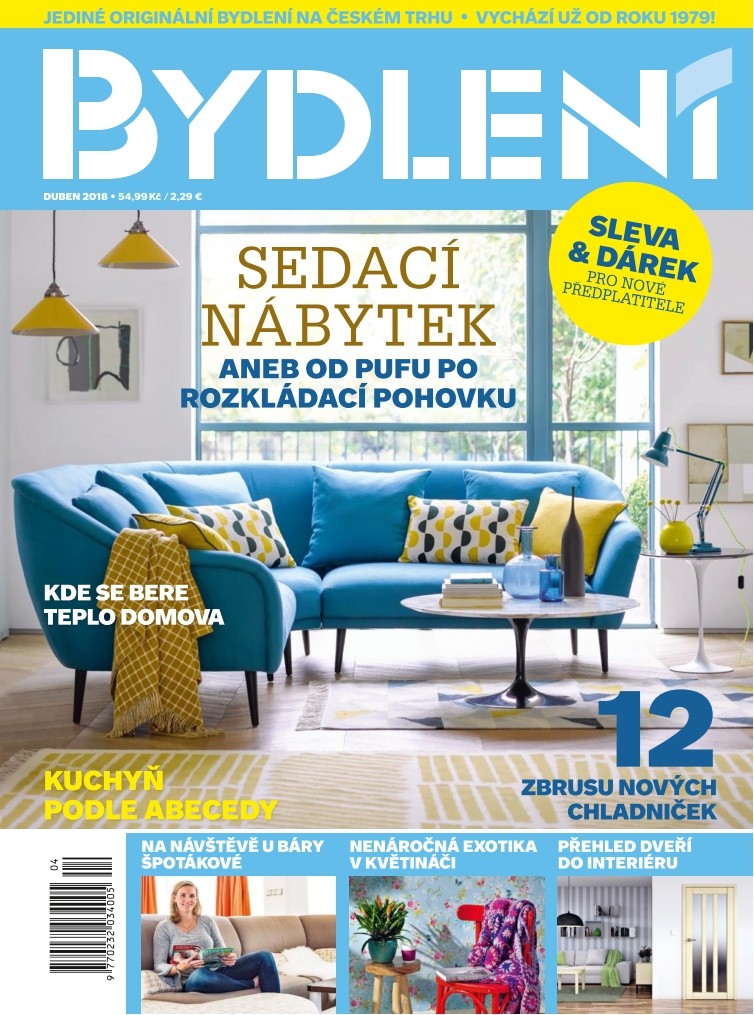 JEDINÉ ORIGINÁLNÍ BYDLENÍ NA ČESKÉM TRHU • VYCHÁZÍ UŽ OD ROKU 1979!
BYDLENÍ
DUBEN 2018 • 54,99 Kč / 2,29 €
SLEVA
& DÁREK
PRO NOVÉ
PŘEDPLATITELE
SEDACÍ
NÁBYTEK
ANEB OD PUFU PO
ROZKLÁDACÍ POHOVKU
KDE SE BERE
TEPLO DOMOVA
12
ZBRUSU NOVÝCH
CHLADNIČEK
KUCHYŇ
PODLE ABECEDY
NA NÁVŠTĚVĚ U BÁRY
ŠPOTÁKOVÉ
NENÁROČNÁ EXOTIKA
V KVĚTINÁČI
PŘEHLED DVEŘÍ
DO INTERIÉRU
04
9 770232 034005